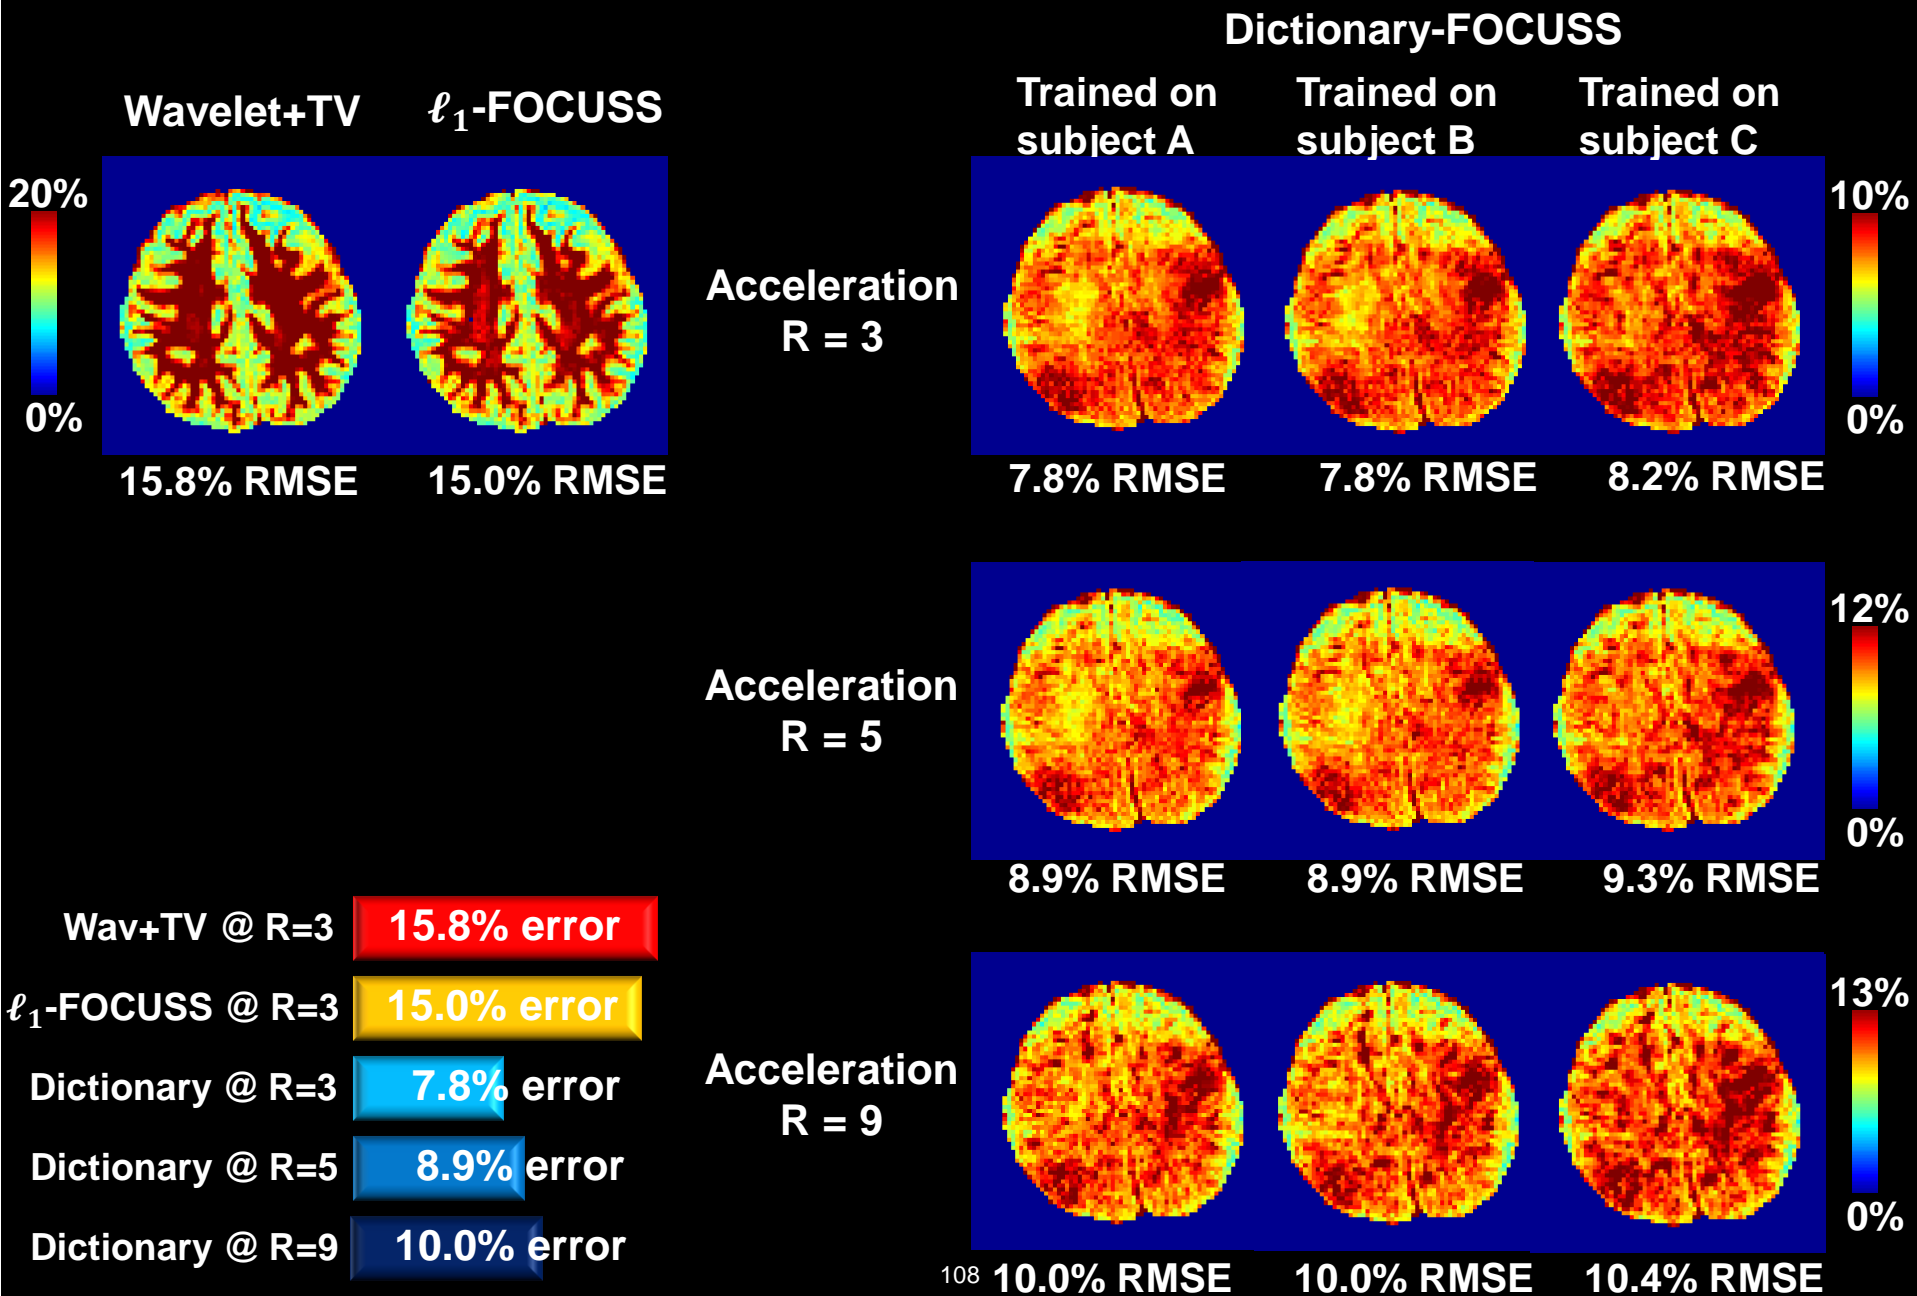 Dictionary-FOCUSS
Wavelet+TV
ℓ1-FOCUSS
Trained on
subject A
Trained on
subject B
Trained on
subject C
20%
0%
15.8% RMSE
15.0% RMSE
Acceleration
R = 3
10%
0%
7.8% RMSE
7.8% RMSE
8.2% RMSE
Acceleration
R = 5
12%
0%
8.9% RMSE
8.9% RMSE
9.3% RMSE
Wav+TV @ R=3
15.8% error
ℓ1-FOCUSS @ R=3
15.0% error
Dictionary @ R=3
7.8% error
Dictionary @ R=5
8.9% error
Dictionary @ R=9
10.0% error
Acceleration
R = 9
13%
0%
108
10.0% RMSE
10.0% RMSE
10.4% RMSE